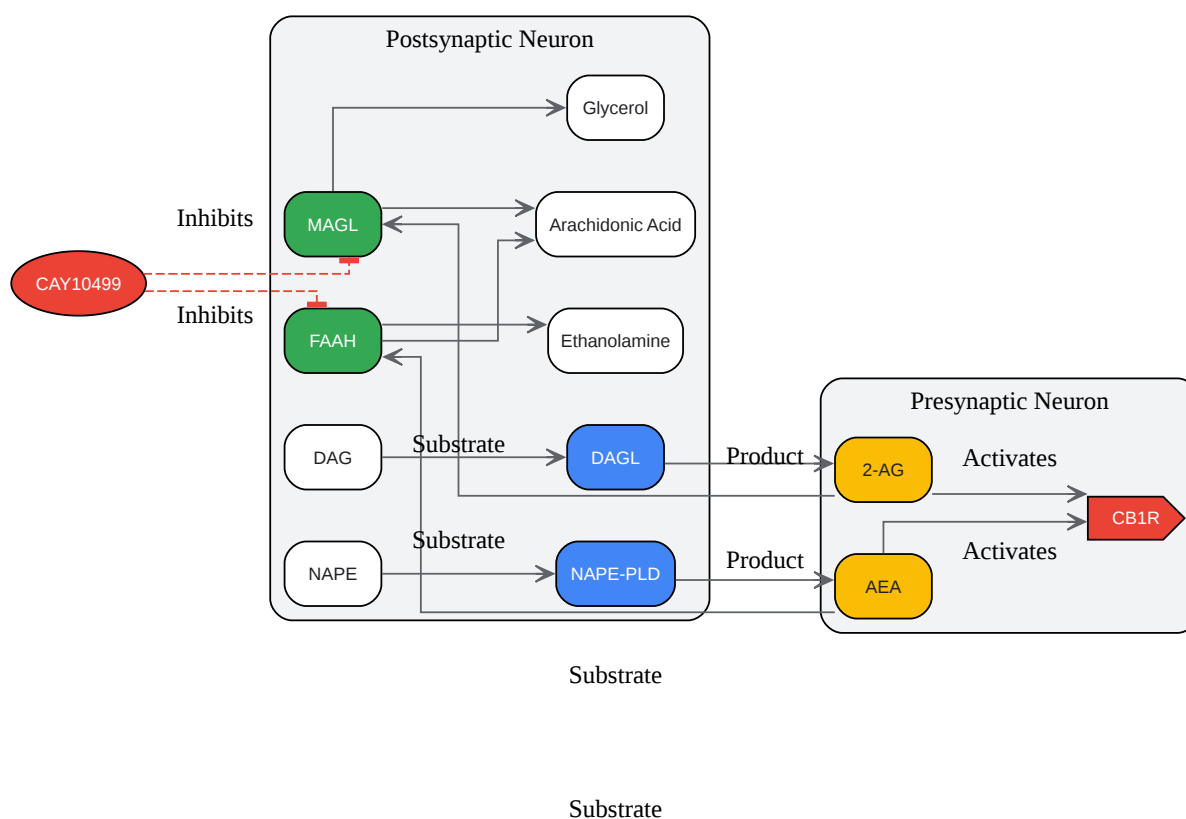 Postsynaptic Neuron
Glycerol
Inhibits
MAGL
Arachidonic Acid
CAY10499
Inhibits
FAAH
Ethanolamine
Presynaptic Neuron
DAG
Substrate
DAGL
Product
2-AG
Activates
CB1R
NAPE
Substrate
NAPE-PLD
Product
AEA
Activates
Substrate
Substrate